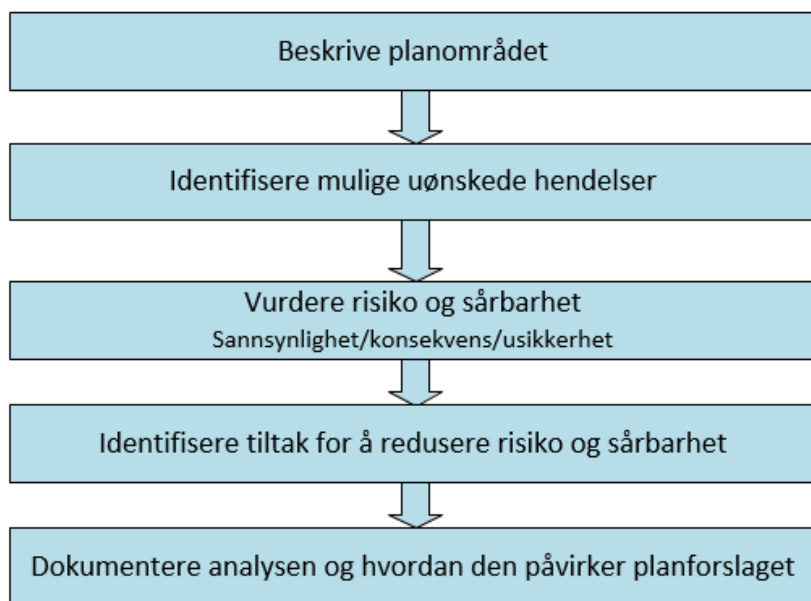 Beskrive planområdet
Identifisere mulige uønskede hendelser
Vurdere risiko og sårbarhet
Sannsynlighet/konsekvens/usikkerhet
Identifisere tiltak for å redusere risiko og sårbarhet
Dokumentere analysen og hvordan den påvirker planforslaget